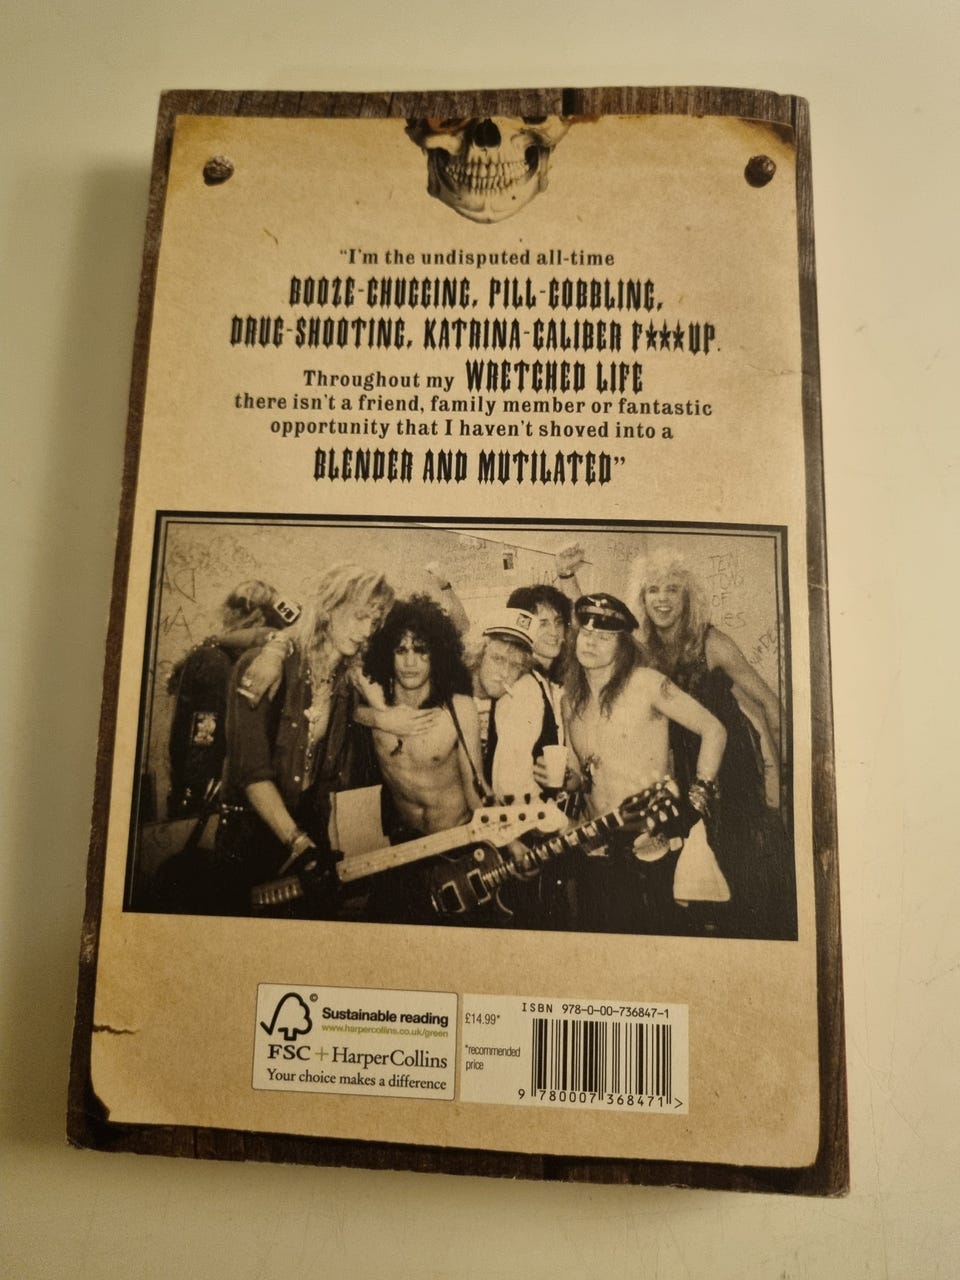 "I'm the undisputed all-time
BOOZE-CHUGGING, PILL-GOBBLING,
DRUG-SHOOTING, KATRINA-CALIBER F***UP.
Throughout my WRETCHED LIFE
there isn't a friend, family member or fantastic
opportunity that I haven't shoved into a
BLENDER AND MUTILATED"
TEN
TONS
OF
©
Sustainable reading
www.harpercollins.co.uk/green
FSC + HarperCollins
Your choice makes a difference
£14.99*
*recommended
price
ISBN 978-0-00-736847-1
9 780007 368471 >